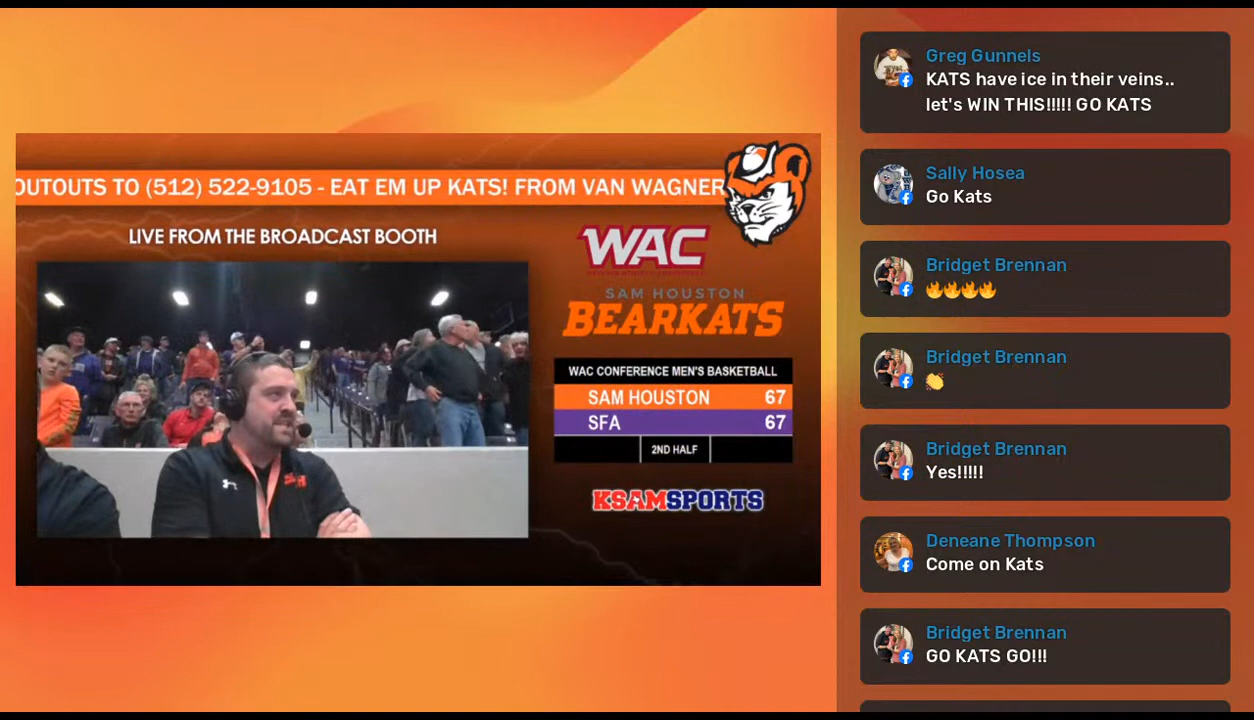 OUTOUTS TO (512) 522-9105 - EAT EM UP KATS! FROM VAN WAGNER
LIVE FROM THE BROADCAST BOOTH
WAC
SAM HOUSTON
BEARKATS
WAC CONFERENCE MEN'S BASKETBALL
SAM HOUSTON 67
SFA 67
2ND HALF
KSAMSPORTS
Greg Gunnels
KATS have ice in their veins..
let's WIN THIS!!!!! GO KATS
Sally Hosea
Go Kats
Bridget Brennan
🔥🔥🔥🔥
Bridget Brennan
👏
Bridget Brennan
Yes!!!!!
Deneane Thompson
Come on Kats
Bridget Brennan
GO KATS GO!!!